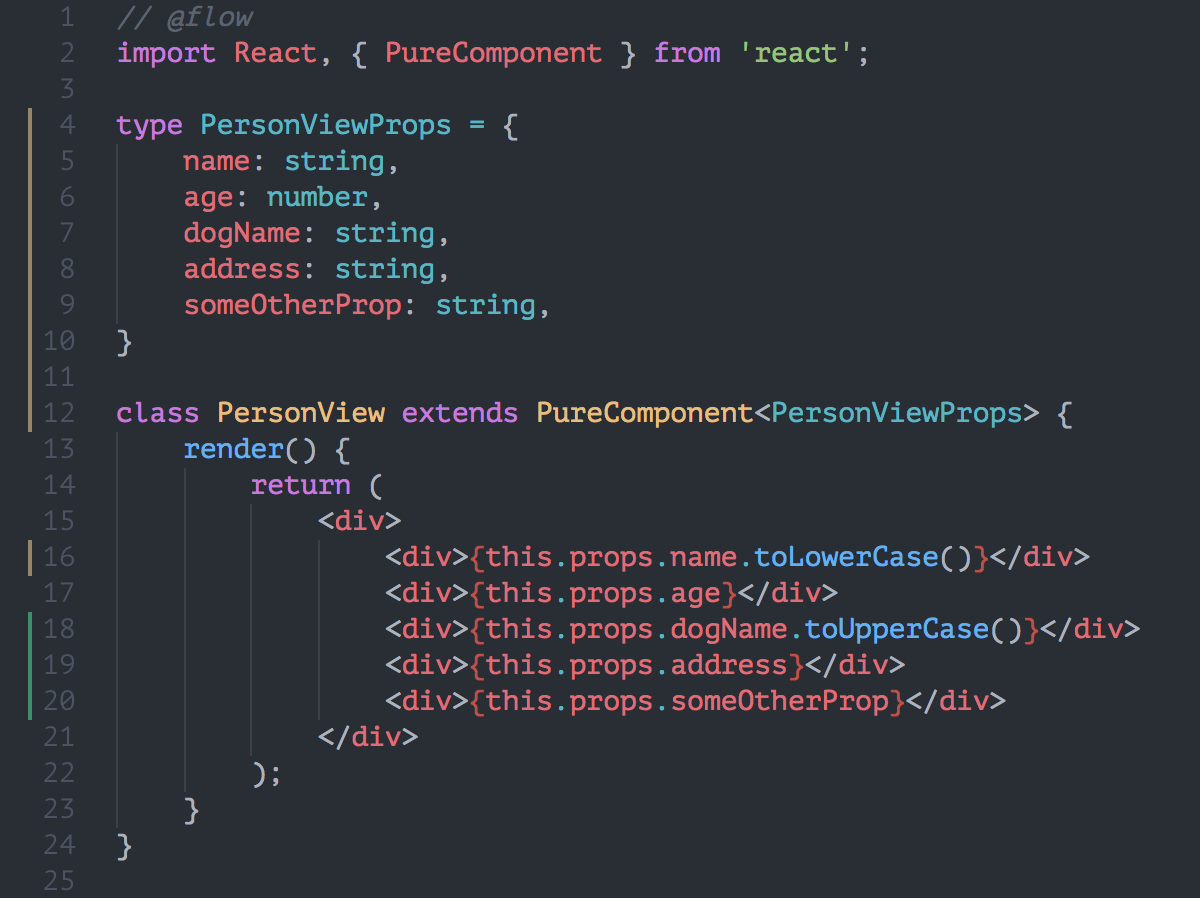 1 // @flow
2 import React, { PureComponent } from 'react';
3
4 type PersonViewProps = {
5     name: string,
6     age: number,
7     dogName: string,
8     address: string,
9     someOtherProp: string,
10 }
11
12 class PersonView extends PureComponent<PersonViewProps> {
13     render() {
14         return (
15             <div>
16                 <div>{this.props.name.toLowerCase()}</div>
17                 <div>{this.props.age}</div>
18                 <div>{this.props.dogName.toUpperCase()}</div>
19                 <div>{this.props.address}</div>
20                 <div>{this.props.someOtherProp}</div>
21             </div>
22         );
23     }
24 }
25